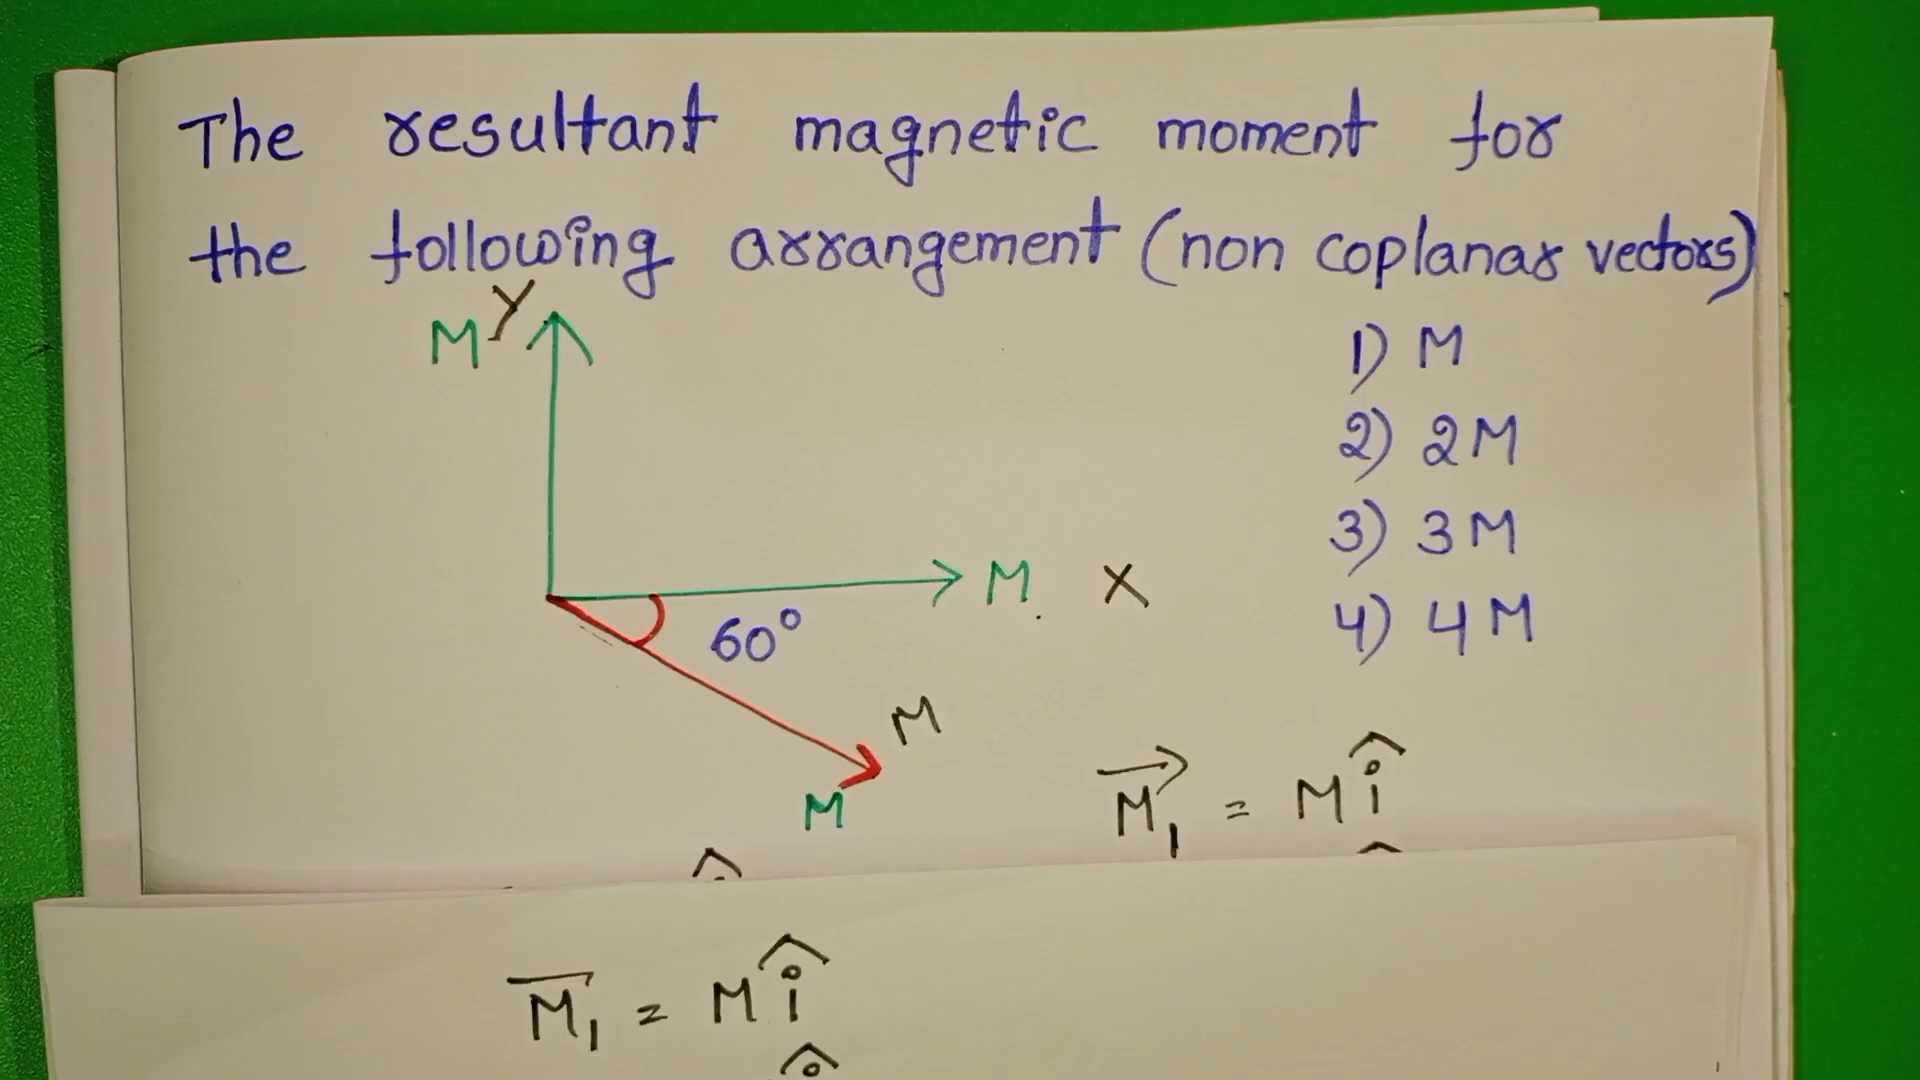 The resultant magnetic moment for
the following arrangement (non coplanar vectors)
Y
M
1) M
2) 2M
3) 3M
4) 4M
M X
60°
M
M
M₁ = M î
M₁ = M î